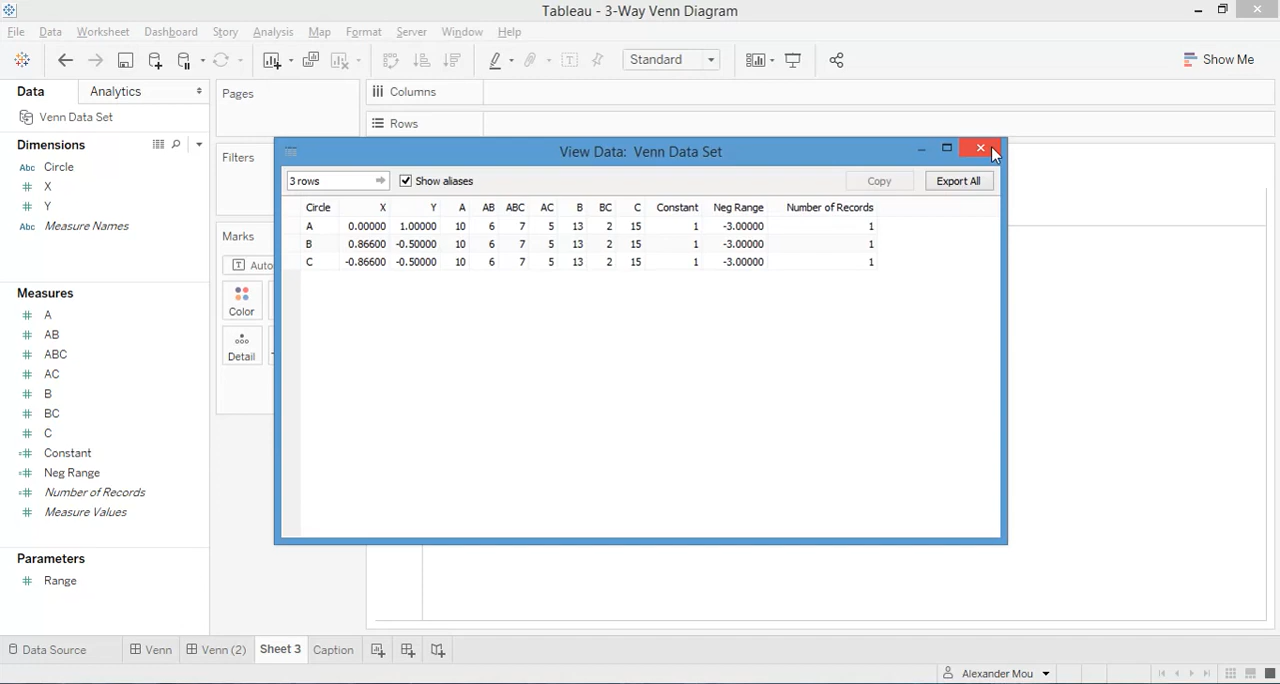 Tableau - 3-Way Venn Diagram
File Data Worksheet Dashboard Story Analysis Map Format Server Window Help
Standard Show Me
Data Analytics Pages Columns
Venn Data Set
Rows
Dimensions
Filters
Abc Circle
# X
# Y
Abc Measure Names
Marks
Color
Detail
Measures
# A
# AB
# ABC
# AC
# B
# BC
# C
=# Constant
=# Neg Range
=# Number of Records
# Measure Values
Parameters
# Range
View Data: Venn Data Set
3 rows Show aliases Copy Export All
Circle X Y A AB ABC AC B BC C Constant Neg Range Number of Records
A 0.00000 1.00000 10 6 7 5 13 2 15 1 -3.00000 1
B 0.86600 -0.50000 10 6 7 5 13 2 15 1 -3.00000 1
C -0.86600 -0.50000 10 6 7 5 13 2 15 1 -3.00000 1
Data Source Venn Venn (2) Sheet 3 Caption
Alexander Mou